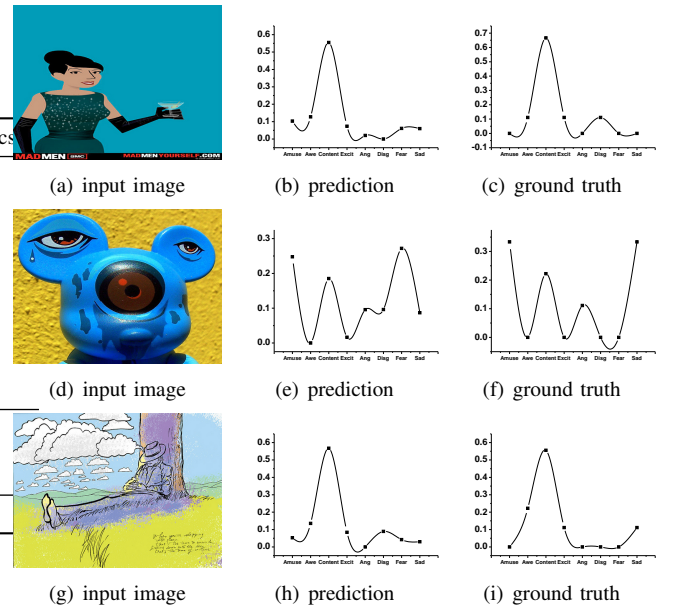 cs
MADMEN amc MADMENYOURSELF.COM
(a) input image
0.6
0.5
0.4
0.3
0.2
0.1
0.0
Amuse Awe Content Excit Ang Disg Fear Sad
(b) prediction
0.7
0.6
0.5
0.4
0.3
0.2
0.1
0.0
-0.1
Amuse Awe Content Excit Ang Disg Fear Sad
(c) ground truth
(d) input image
0.3
0.2
0.1
0.0
Amuse Awe Content Excit Ang Disg Fear Sad
(e) prediction
0.3
0.2
0.1
0.0
Amuse Awe Content Excit Ang Disg Fear Sad
(f) ground truth
(g) input image
0.6
0.5
0.4
0.3
0.2
0.1
0.0
Amuse Awe Content Excit Ang Disg Fear Sad
(h) prediction
0.6
0.5
0.4
0.3
0.2
0.1
0.0
Amuse Awe Content Excit Ang Disg Fear Sad
(i) ground truth